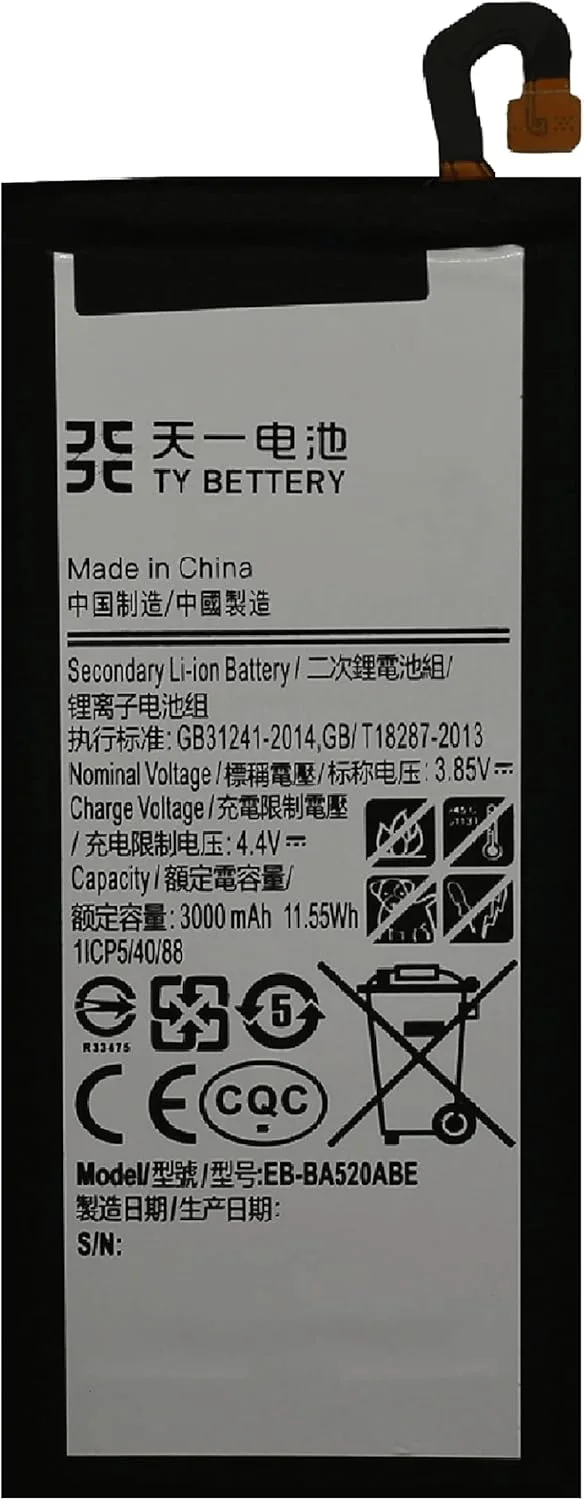 天一电池
TY BETTERY
Made in China
中国制造/中國製造
Secondary Li-ion Battery / 二次鋰電池組/
锂离子电池组
执行标准: GB31241-2014,GB/T18287-2013
Nominal Voltage / 標稱電壓/标称电压: 3.85V⎓
Charge Voltage / 充電限制電壓
/ 充电限制电压: 4.4V⎓
Capacity / 額定電容量/
额定容量: 3000 mAh 11.55Wh
1ICP5/40/88
5
R33475
CE
CQC
Model/型號/型号:EB-BA520ABE
製造日期/生产日期:
S/N: